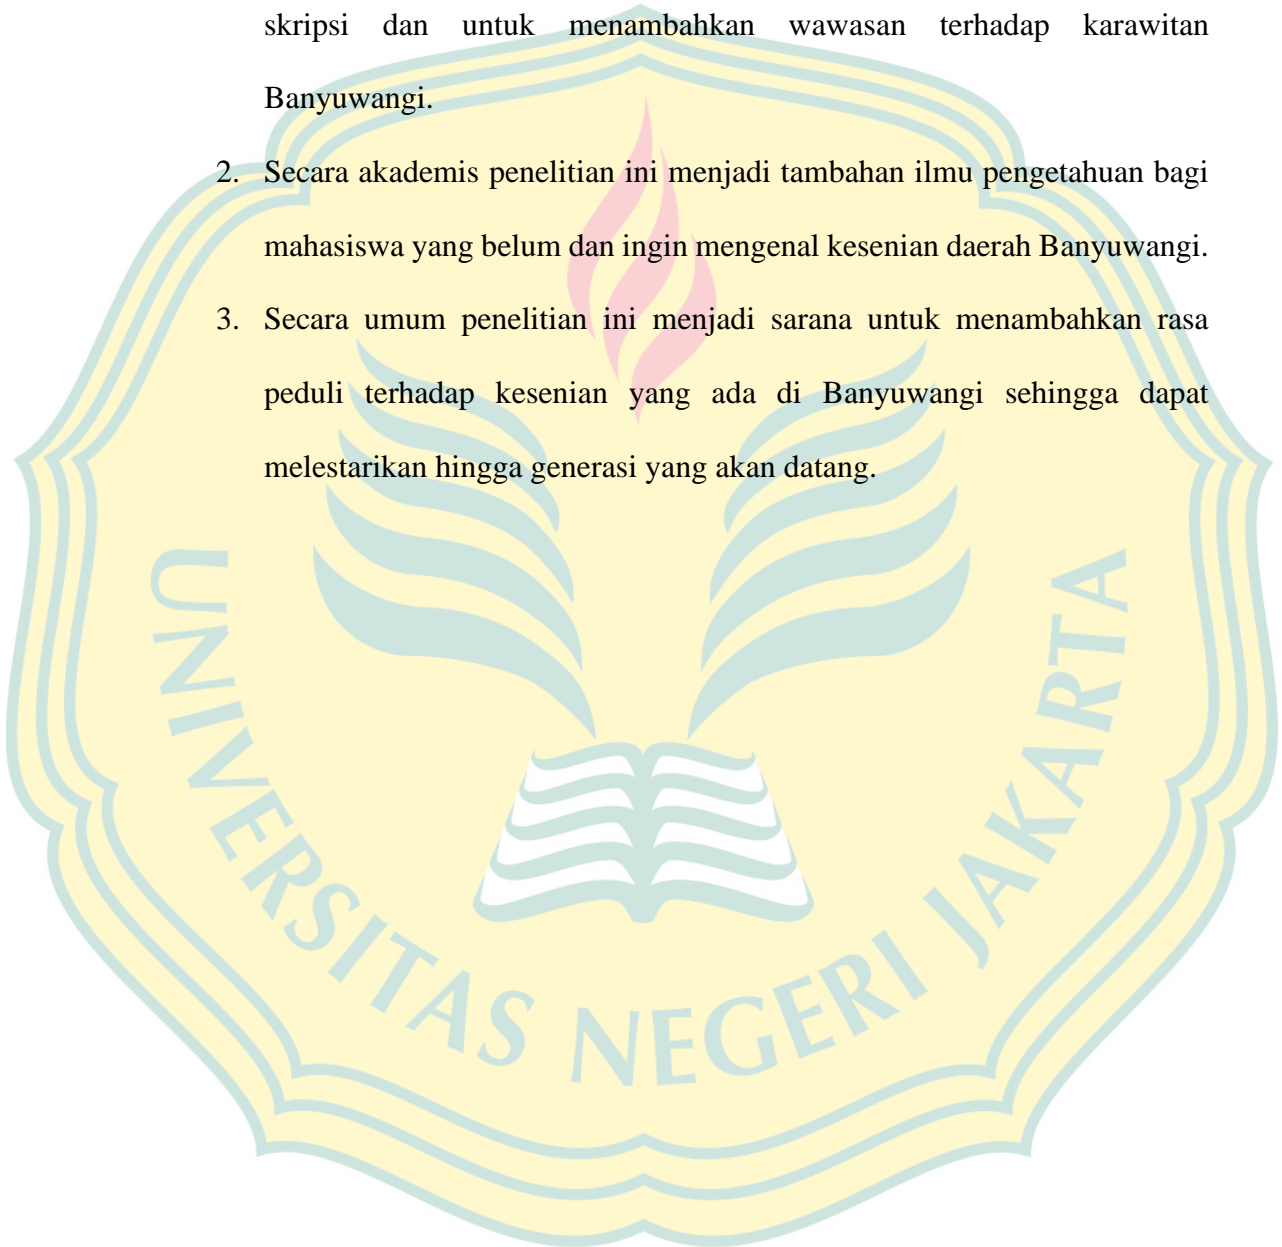 skripsi dan untuk menambahkan wawasan terhadap karawitan
Banyuwangi.
2. Secara akademis penelitian ini menjadi tambahan ilmu pengetahuan bagi
mahasiswa yang belum dan ingin mengenal kesenian daerah Banyuwangi.
3. Secara umum penelitian ini menjadi sarana untuk menambahkan rasa
peduli terhadap kesenian yang ada di Banyuwangi sehingga dapat
melestarikan hingga generasi yang akan datang.
UNIVERSITAS NEGERI JAKARTA